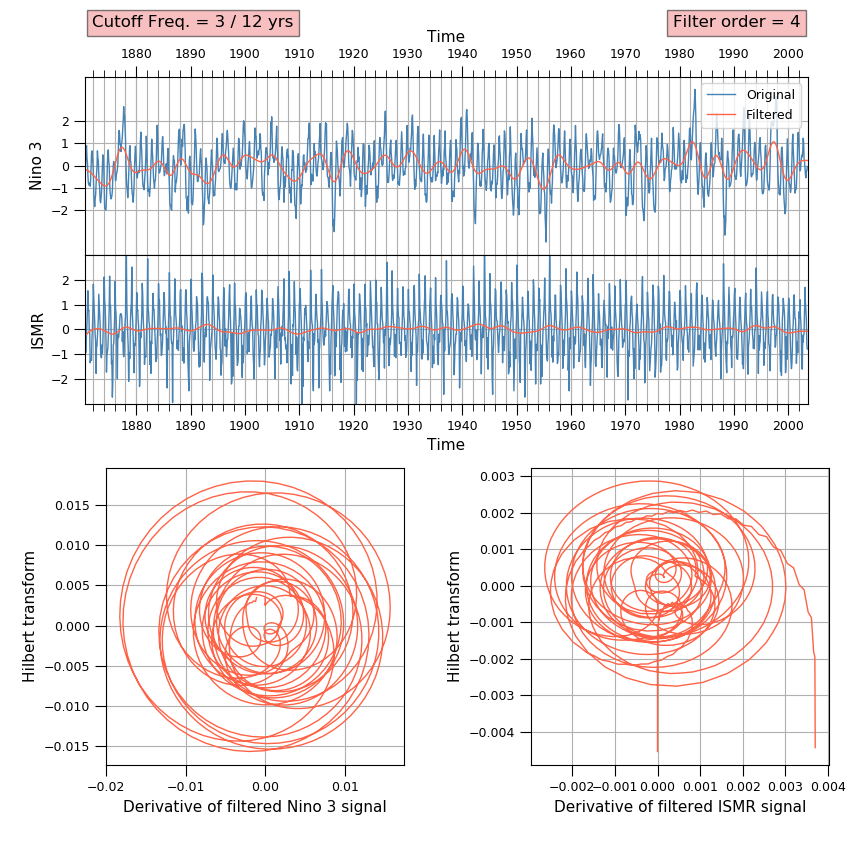 Cutoff Freq. = 3 / 12 yrs
Filter order = 4
Time
1880 1890 1900 1910 1920 1930 1940 1950 1960 1970 1980 1990 2000
Original
Filtered
Nino 3
2
1
0
−1
−2
ISMR
2
1
0
−1
−2
1880 1890 1900 1910 1920 1930 1940 1950 1960 1970 1980 1990 2000
Time
Hilbert transform
0.015
0.010
0.005
0.000
−0.005
−0.010
−0.015
−0.02 −0.01 0.00 0.01
Derivative of filtered Nino 3 signal
Hilbert transform
0.003
0.002
0.001
0.000
−0.001
−0.002
−0.003
−0.004
−0.002 −0.001 0.000 0.001 0.002 0.003 0.004
Derivative of filtered ISMR signal